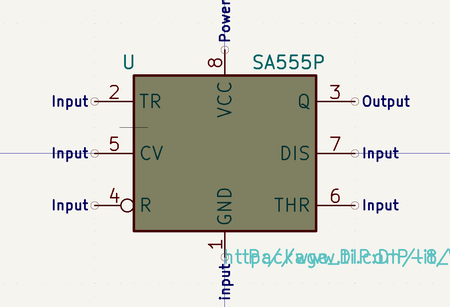 Power
8
U
SA555P
VCC
Input 2 TR
Q 3 Output
Input 5 CV
DIS 7 Input
Input 4 R
THR 6 Input
GND
1
input